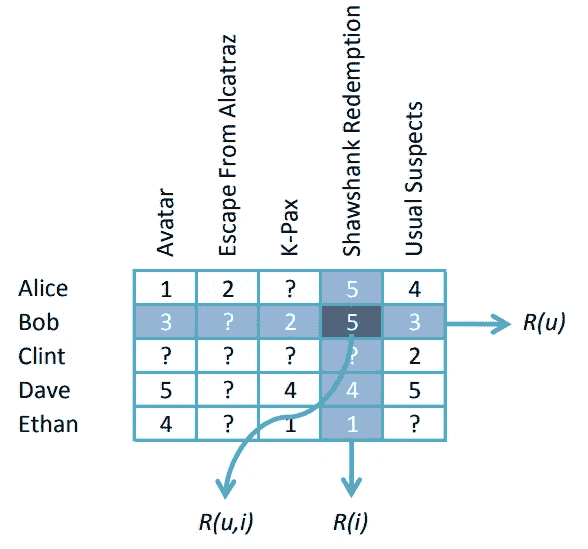 Avatar
Escape From Alcatraz
K-Pax
Shawshank Redemption
Usual Suspects
Alice 1 2 ? 5 4
Bob 3 ? 2 5 3 R(u)
Clint ? ? ? ? 2
Dave 5 ? 4 4 5
Ethan 4 ? 1 1 ?
R(u,i) R(i)